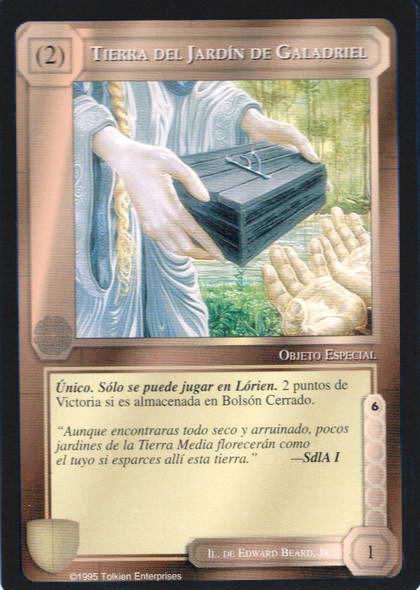 (2)
TIERRA DEL JARDÍN DE GALADRIEL
OBJETO ESPECIAL
Único. Sólo se puede jugar en Lórien. 2 puntos de
Victoria si es almacenada en Bolsón Cerrado.
6
“Aunque encontraras todo seco y arruinado, pocos
jardines de la Tierra Media florecerán como
el tuyo si esparces allí esta tierra.” —SdlA I
IL. DE EDWARD BEARD, JR.
1
©1995 Tolkien Enterprises